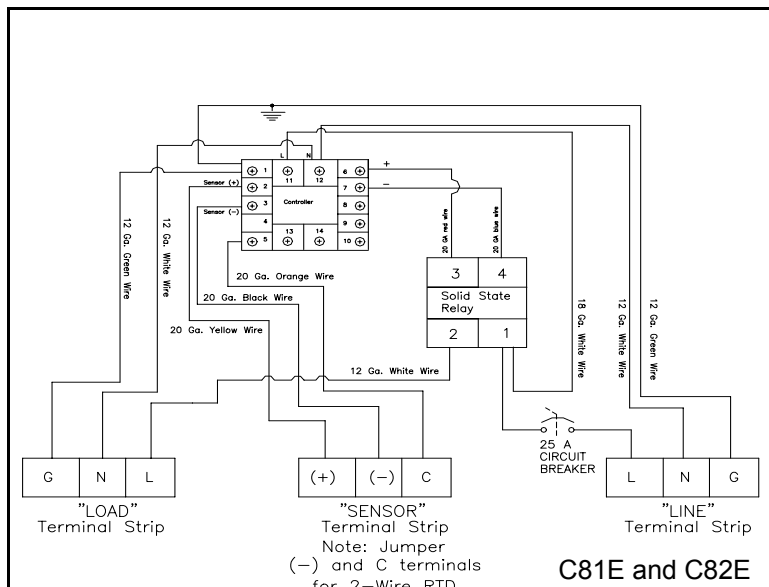 L N
1 11 12 6 +
Sensor (+) 2 7 −
Sensor (−) 3 Controller 8
4 9
5 13 14 10
20 GA red wire
20 GA blue wire
12 Ga. Green Wire
12 Ga. White Wire
20 Ga. Orange Wire
20 Ga. Black Wire
20 Ga. Yellow Wire
3 4
Solid State
Relay
2 1
12 Ga. White Wire
18 Ga. White Wire
12 Ga. White Wire
12 Ga. Green Wire
25 A
CIRCUIT
BREAKER
G N L
"LOAD"
Terminal Strip
(+) (−) C
"SENSOR"
Terminal Strip
Note: Jumper
(−) and C terminals
for 2-Wire RTD
L N G
"LINE"
Terminal Strip
C81E and C82E